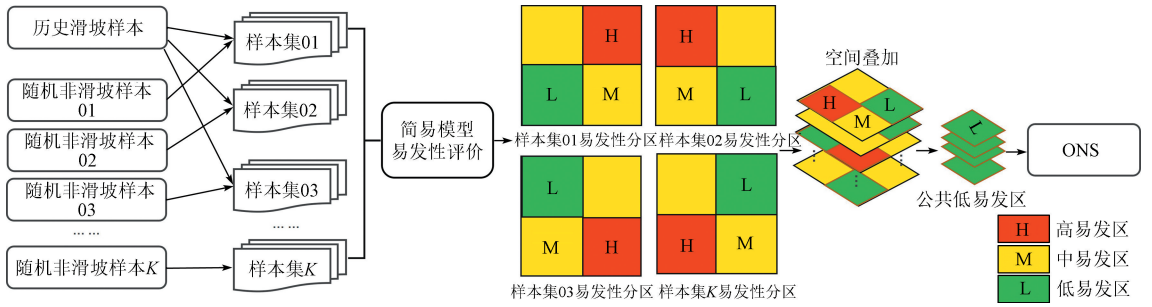 历史滑坡样本
随机非滑坡样本
01
随机非滑坡样本
02
随机非滑坡样本
03
……
随机非滑坡样本K
样本集01
样本集02
样本集03
……
样本集K
简易模型
易发性评价
H
L
M
样本集01易发性分区
H
M
L
样本集02易发性分区
L
M
H
样本集03易发性分区
L
H
M
样本集K易发性分区
空间叠加
H
L
M
L
公共低易发区
ONS
H 高易发区
M 中易发区
L 低易发区